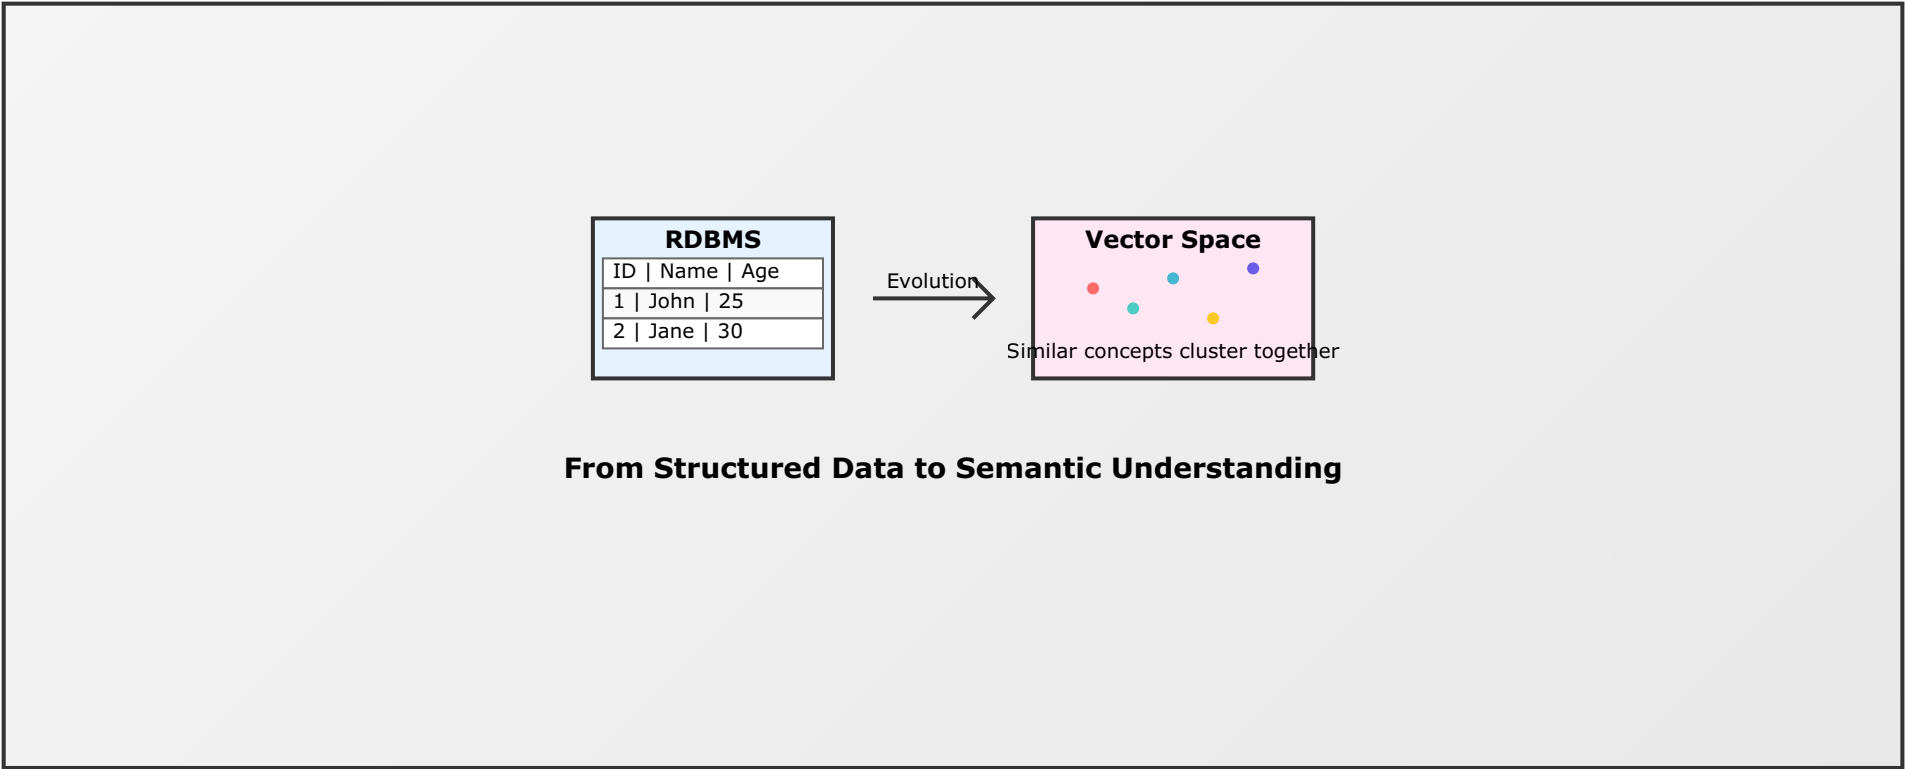 RDBMS
ID | Name | Age
1 | John | 25
2 | Jane | 30
Evolution
Vector Space
Similar concepts cluster together
From Structured Data to Semantic Understanding